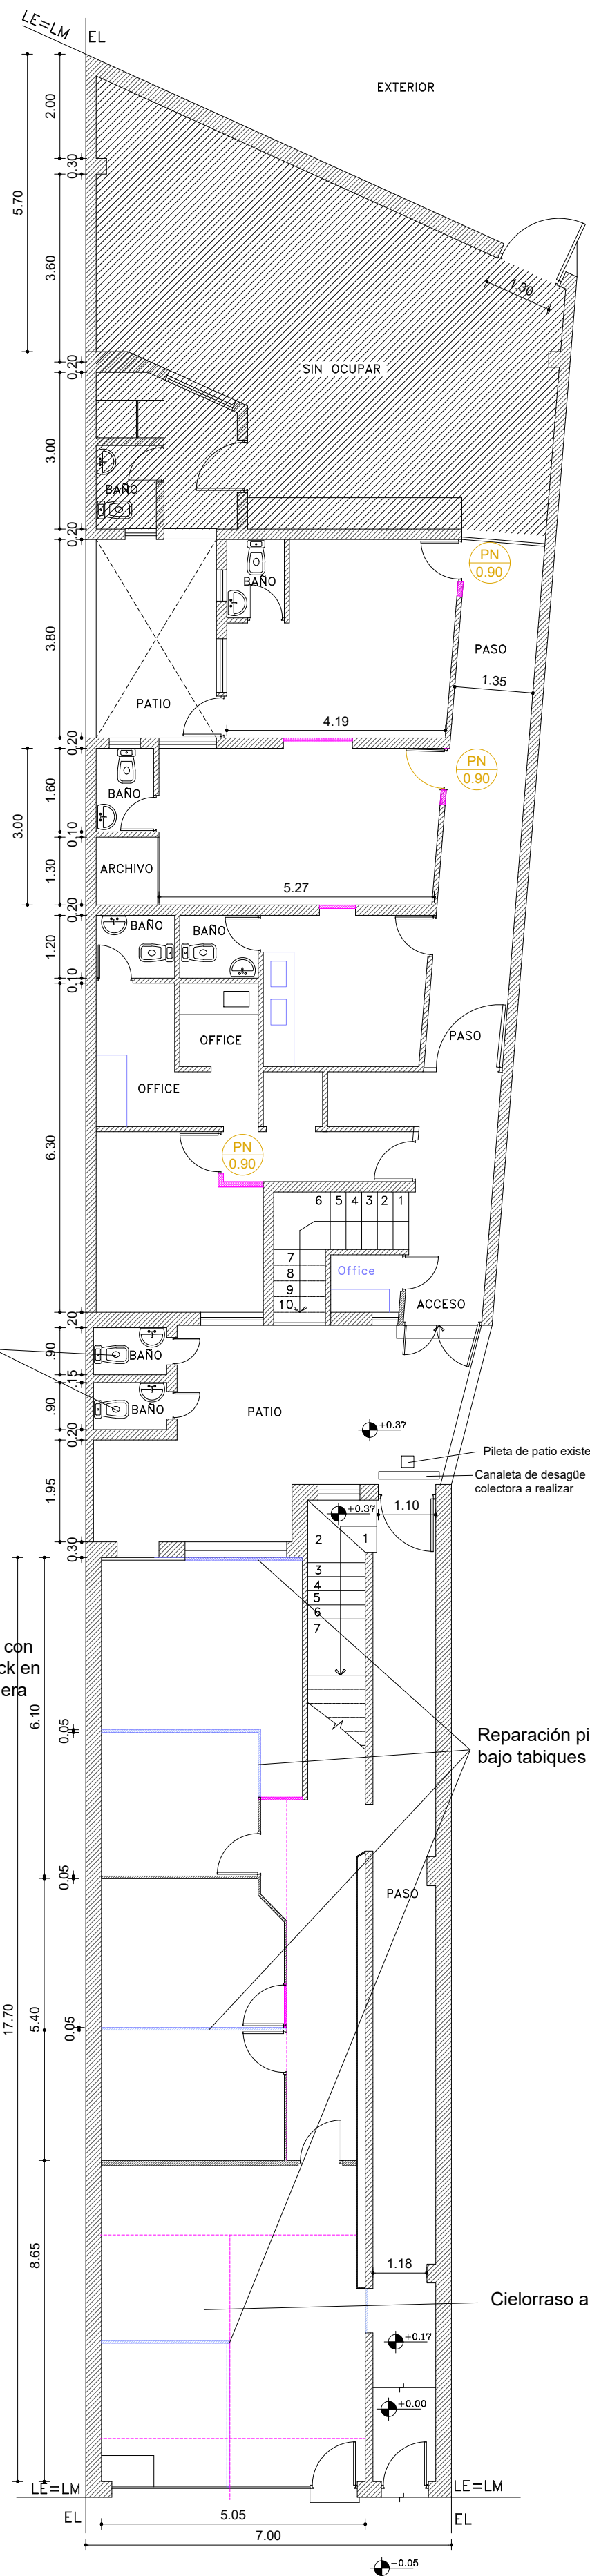 LE=LM
EL
EXTERIOR
2.00
0.30
5.70
3.60
1.30
SIN OCUPAR
0.20
3.00
BAÑO
0.20
PN
0.90
BAÑO
3.80
PASO
1.35
PATIO
4.19
0.20
PN
0.90
1.60
BAÑO
3.00
0.10
1.30
ARCHIVO
5.27
0.20
BAÑO
BAÑO
1.20
0.10
OFFICE
PASO
OFFICE
6.30
PN
0.90
6 5 4 3 2 1
7
8
9
10
Office
ACCESO
.20
.90
BAÑO
.15
.90
BAÑO
PATIO
0.20
+0.37
Pileta de patio existe
Canaleta de desagüe
colectora a realizar
1.95
+0.37
1.10
0.30
2
1
3
4
5
6
7
con
ck en
era
6.10
0.05
Reparación pi
bajo tabiques
0.05
PASO
17.70
5.40
0.05
8.65
1.18
Cielorraso a
+0.17
+0.00
LE=LM
LE=LM
EL
5.05
EL
7.00
-0.05